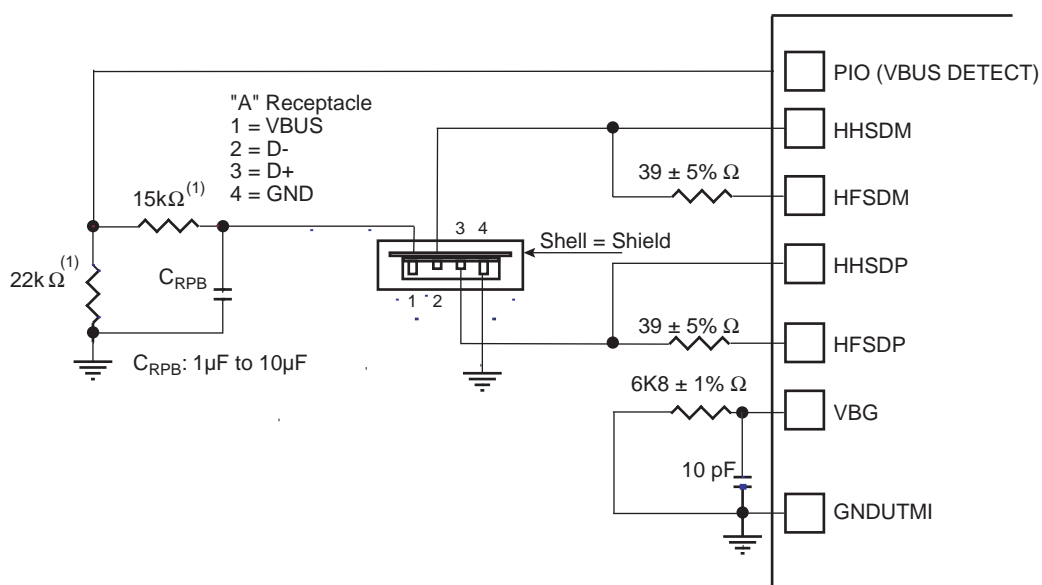 PIO (VBUS DETECT)
"A" Receptacle
1 = VBUS
2 = D-
3 = D+
4 = GND
HHSDM
39 ± 5% Ω
HFSDM
15kΩ(1)
3 4
Shell = Shield
HHSDP
22k Ω(1)
CRPB
1 2
39 ± 5% Ω
HFSDP
CRPB: 1µF to 10µF
6K8 ± 1% Ω
VBG
10 pF
GNDUTMI